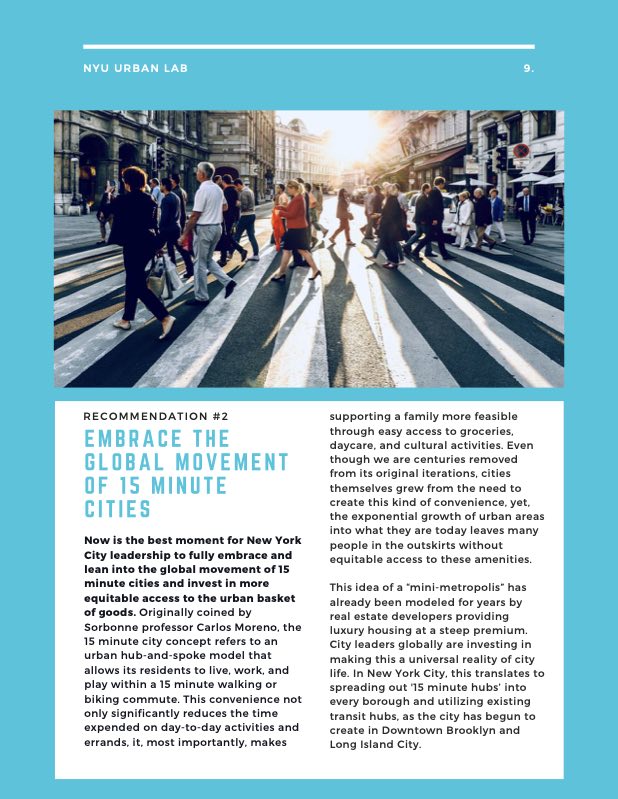 NYU URBAN LAB
9.
RECOMMENDATION #2
EMBRACE THE
GLOBAL MOVEMENT
OF 15 MINUTE
CITIES
Now is the best moment for New York
City leadership to fully embrace and
lean into the global movement of 15
minute cities and invest in more
equitable access to the urban basket
of goods. Originally coined by
Sorbonne professor Carlos Moreno, the
15 minute city concept refers to an
urban hub-and-spoke model that
allows its residents to live, work, and
play within a 15 minute walking or
biking commute. This convenience not
only significantly reduces the time
expended on day-to-day activities and
errands, it, most importantly, makes
supporting a family more feasible
through easy access to groceries,
daycare, and cultural activities. Even
though we are centuries removed
from its original iterations, cities
themselves grew from the need to
create this kind of convenience, yet,
the exponential growth of urban areas
into what they are today leaves many
people in the outskirts without
equitable access to these amenities.
This idea of a "mini-metropolis" has
already been modeled for years by
real estate developers providing
luxury housing at a steep premium.
City leaders globally are investing in
making this a universal reality of city
life. In New York City, this translates to
spreading out '15 minute hubs' into
every borough and utilizing existing
transit hubs, as the city has begun to
create in Downtown Brooklyn and
Long Island City.